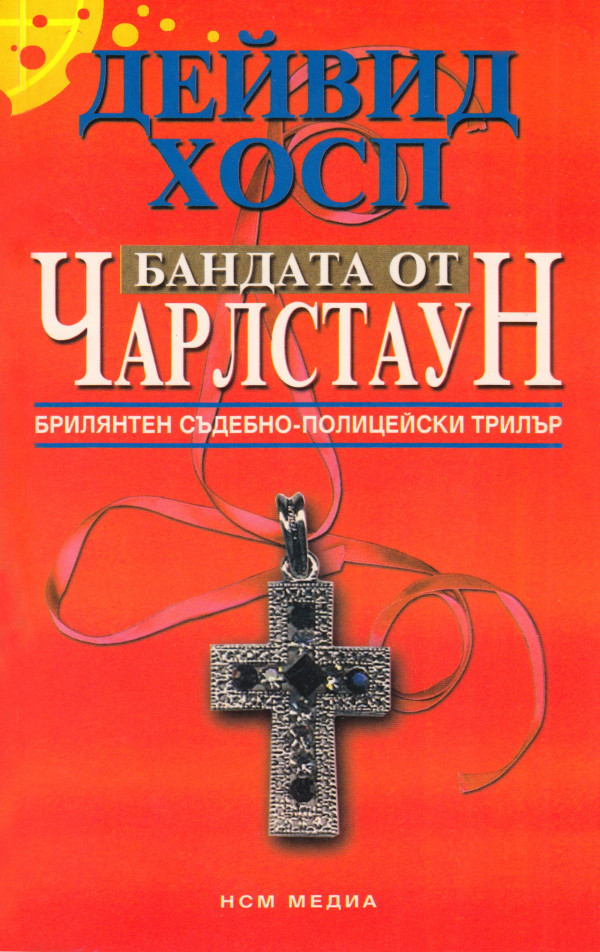 ДЕЙВИД
ХОСП
БАНДАТА ОТ
ЧАРЛСТАУН
БРИЛЯНТЕН СЪДЕБНО-ПОЛИЦЕЙСКИ ТРИЛЪР
НСМ МЕДИА